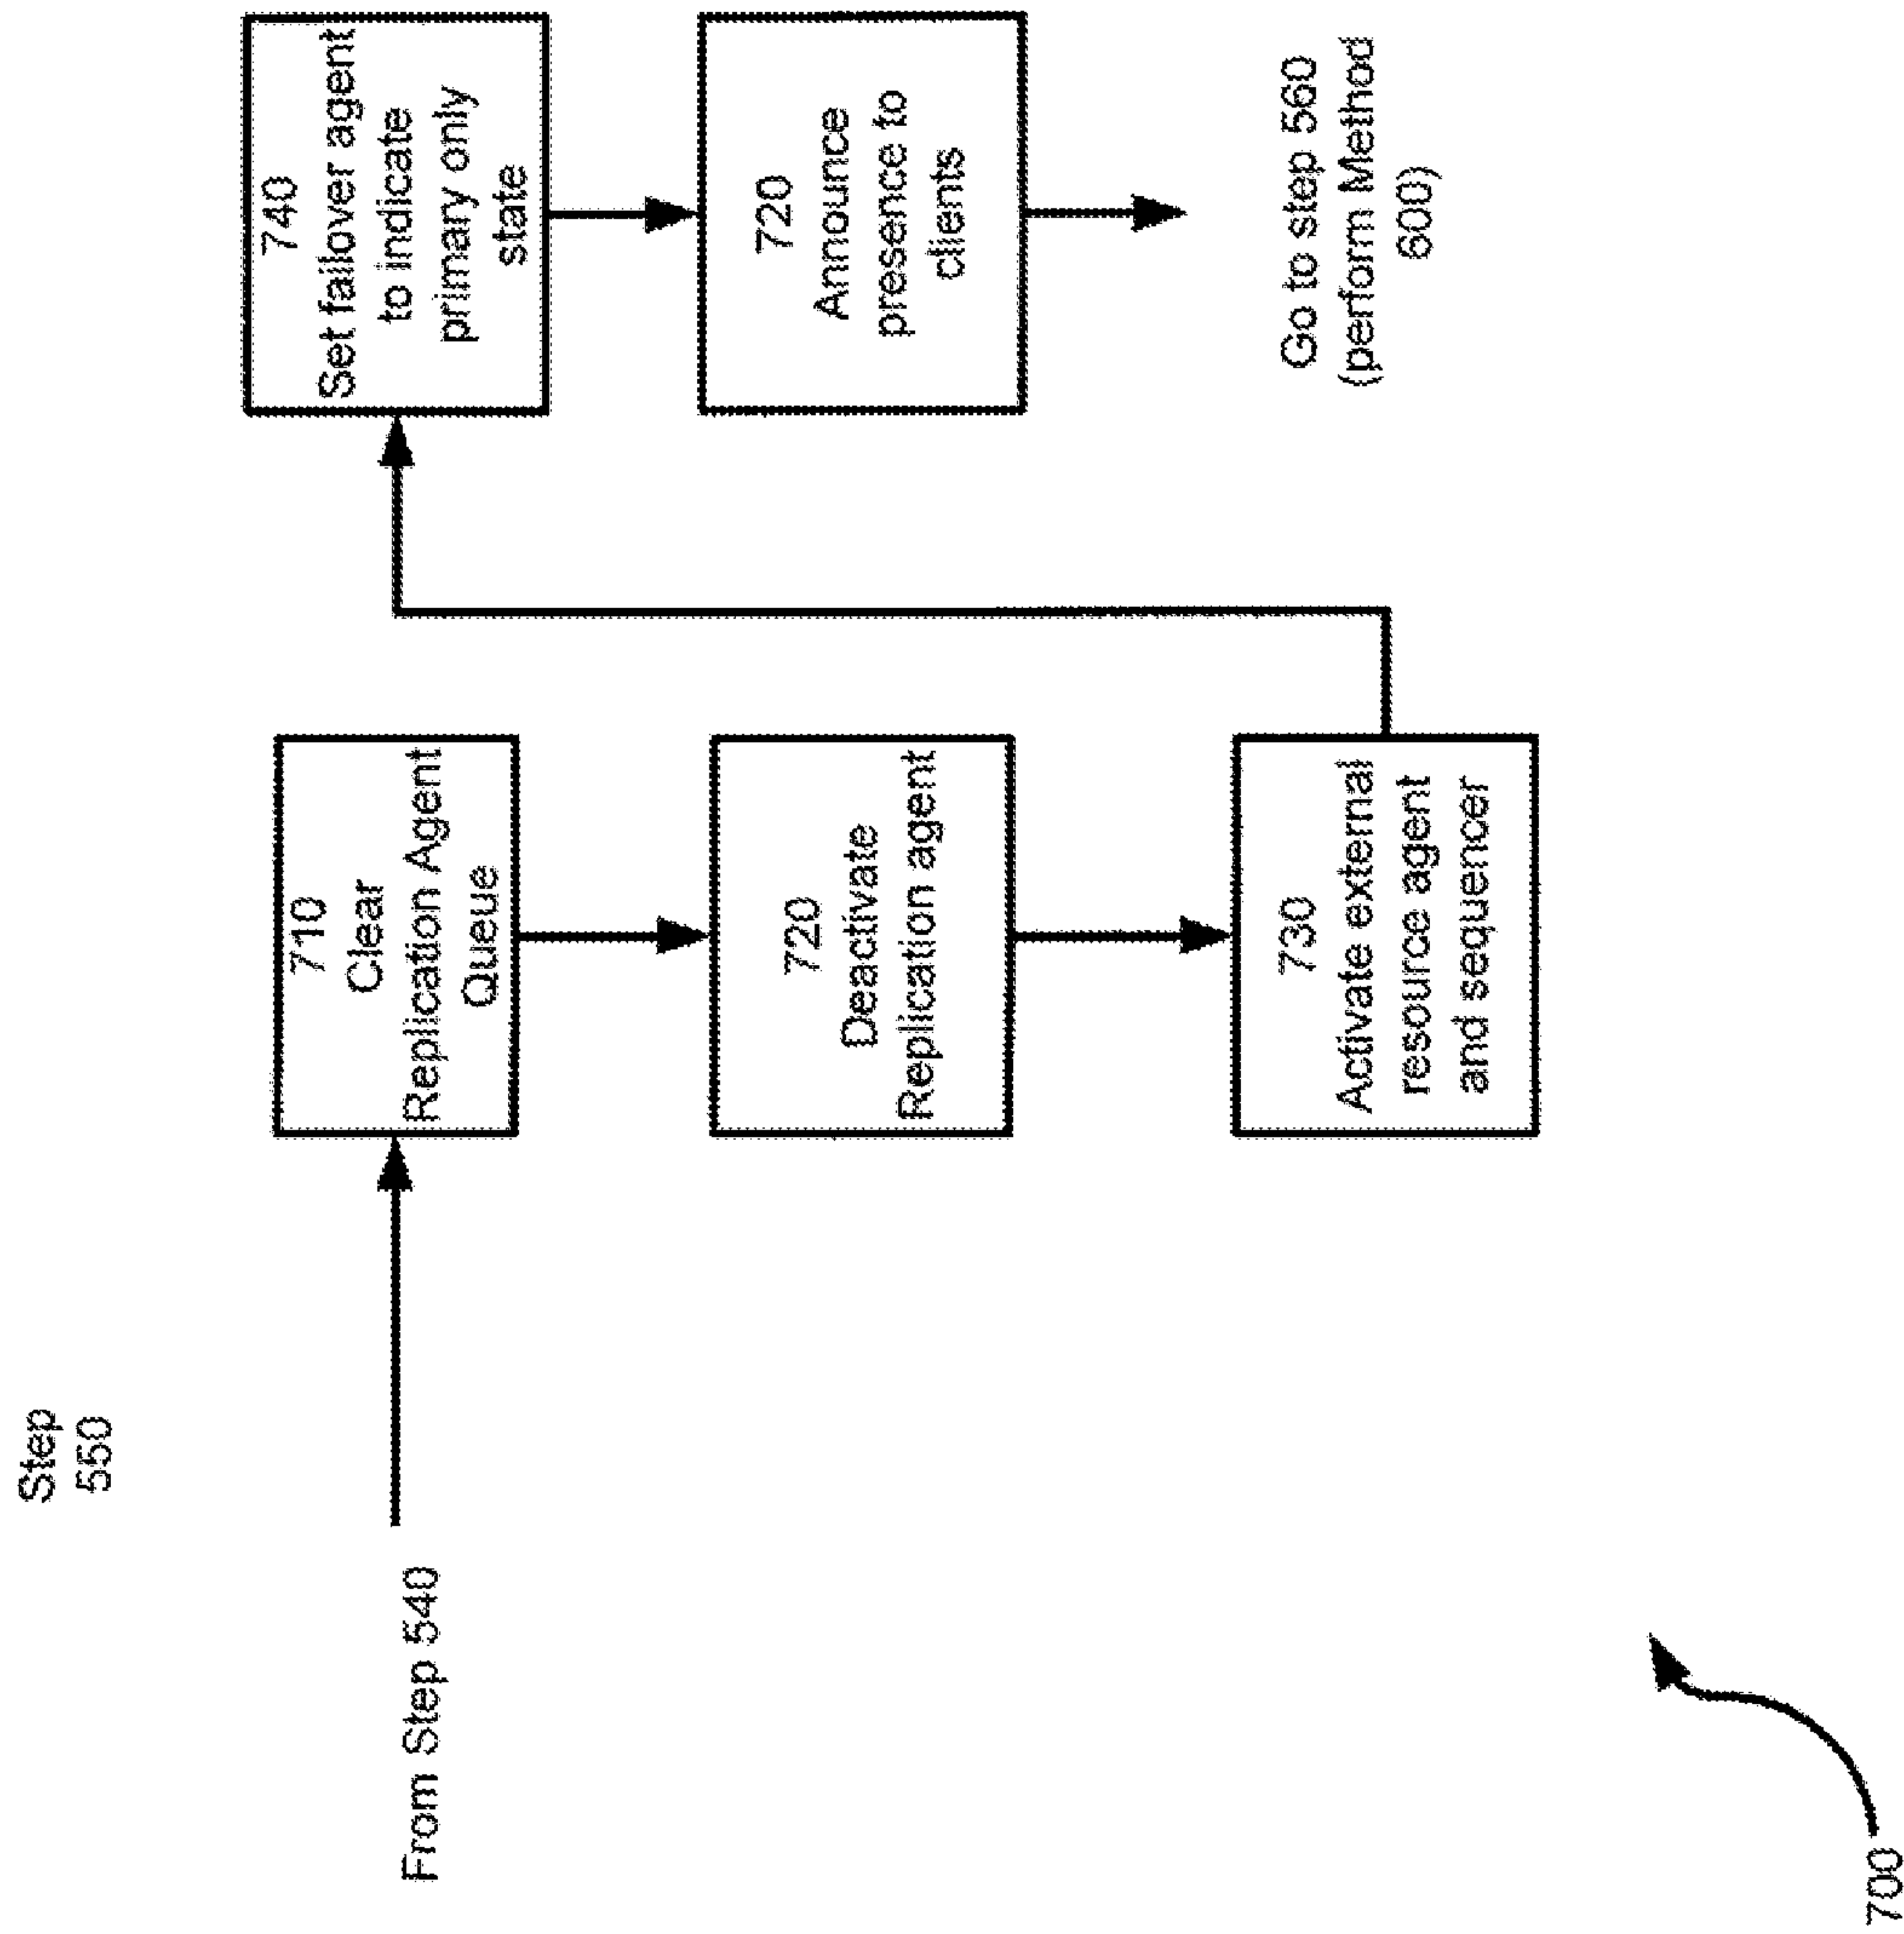 Step
550
From Step 540
710
Clear
Replication Agent
Queue
720
Deactivate
Replication agent
730
Activate external
resource agent
and sequencer
740
Set failover agent
to indicate
primary only
state
720
Announce
presence to
clients
Go to step 560
(perform Method
600)
700